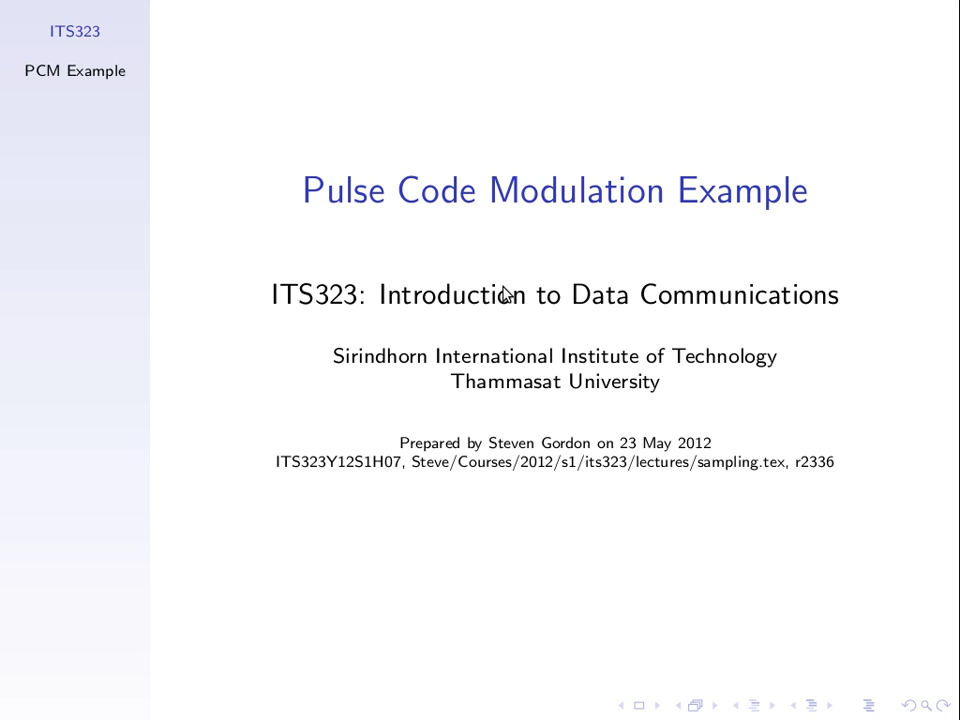 ITS323
PCM Example
Pulse Code Modulation Example
ITS323: Introduction to Data Communications
Sirindhorn International Institute of Technology
Thammasat University
Prepared by Steven Gordon on 23 May 2012
ITS323Y12S1H07, Steve/Courses/2012/s1/its323/lectures/sampling.tex, r2336